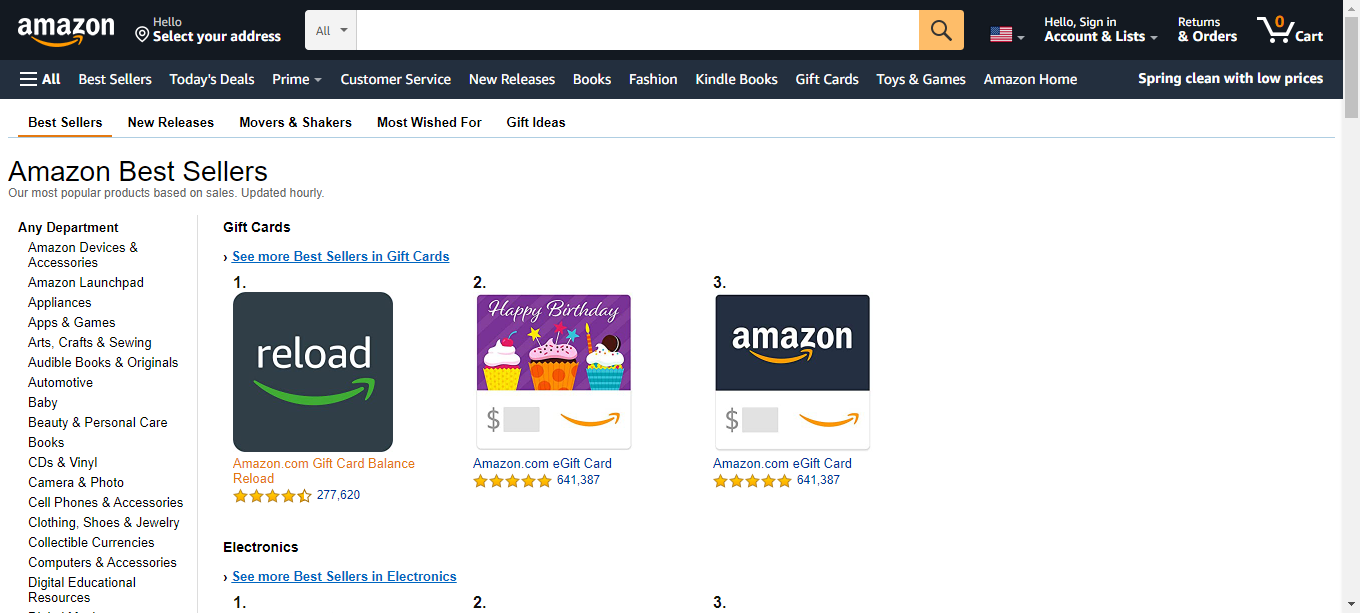 amazon
Hello
Select your address
All
Hello, Sign in
Account & Lists
Returns
& Orders
0
Cart
All
Best Sellers
Today's Deals
Prime
Customer Service
New Releases
Books
Fashion
Kindle Books
Gift Cards
Toys & Games
Amazon Home
Spring clean with low prices
Best Sellers
New Releases
Movers & Shakers
Most Wished For
Gift Ideas
Amazon Best Sellers
Our most popular products based on sales. Updated hourly.
Any Department
Amazon Devices &
Accessories
Amazon Launchpad
Appliances
Apps & Games
Arts, Crafts & Sewing
Audible Books & Originals
Automotive
Baby
Beauty & Personal Care
Books
CDs & Vinyl
Camera & Photo
Cell Phones & Accessories
Clothing, Shoes & Jewelry
Collectible Currencies
Computers & Accessories
Digital Educational
Resources
Gift Cards
› See more Best Sellers in Gift Cards
1.
reload
Amazon.com Gift Card Balance
Reload
277,620
2.
Happy Birthday
$
Amazon.com eGift Card
641,387
3.
amazon
$
Amazon.com eGift Card
641,387
Electronics
› See more Best Sellers in Electronics
1.
2.
3.